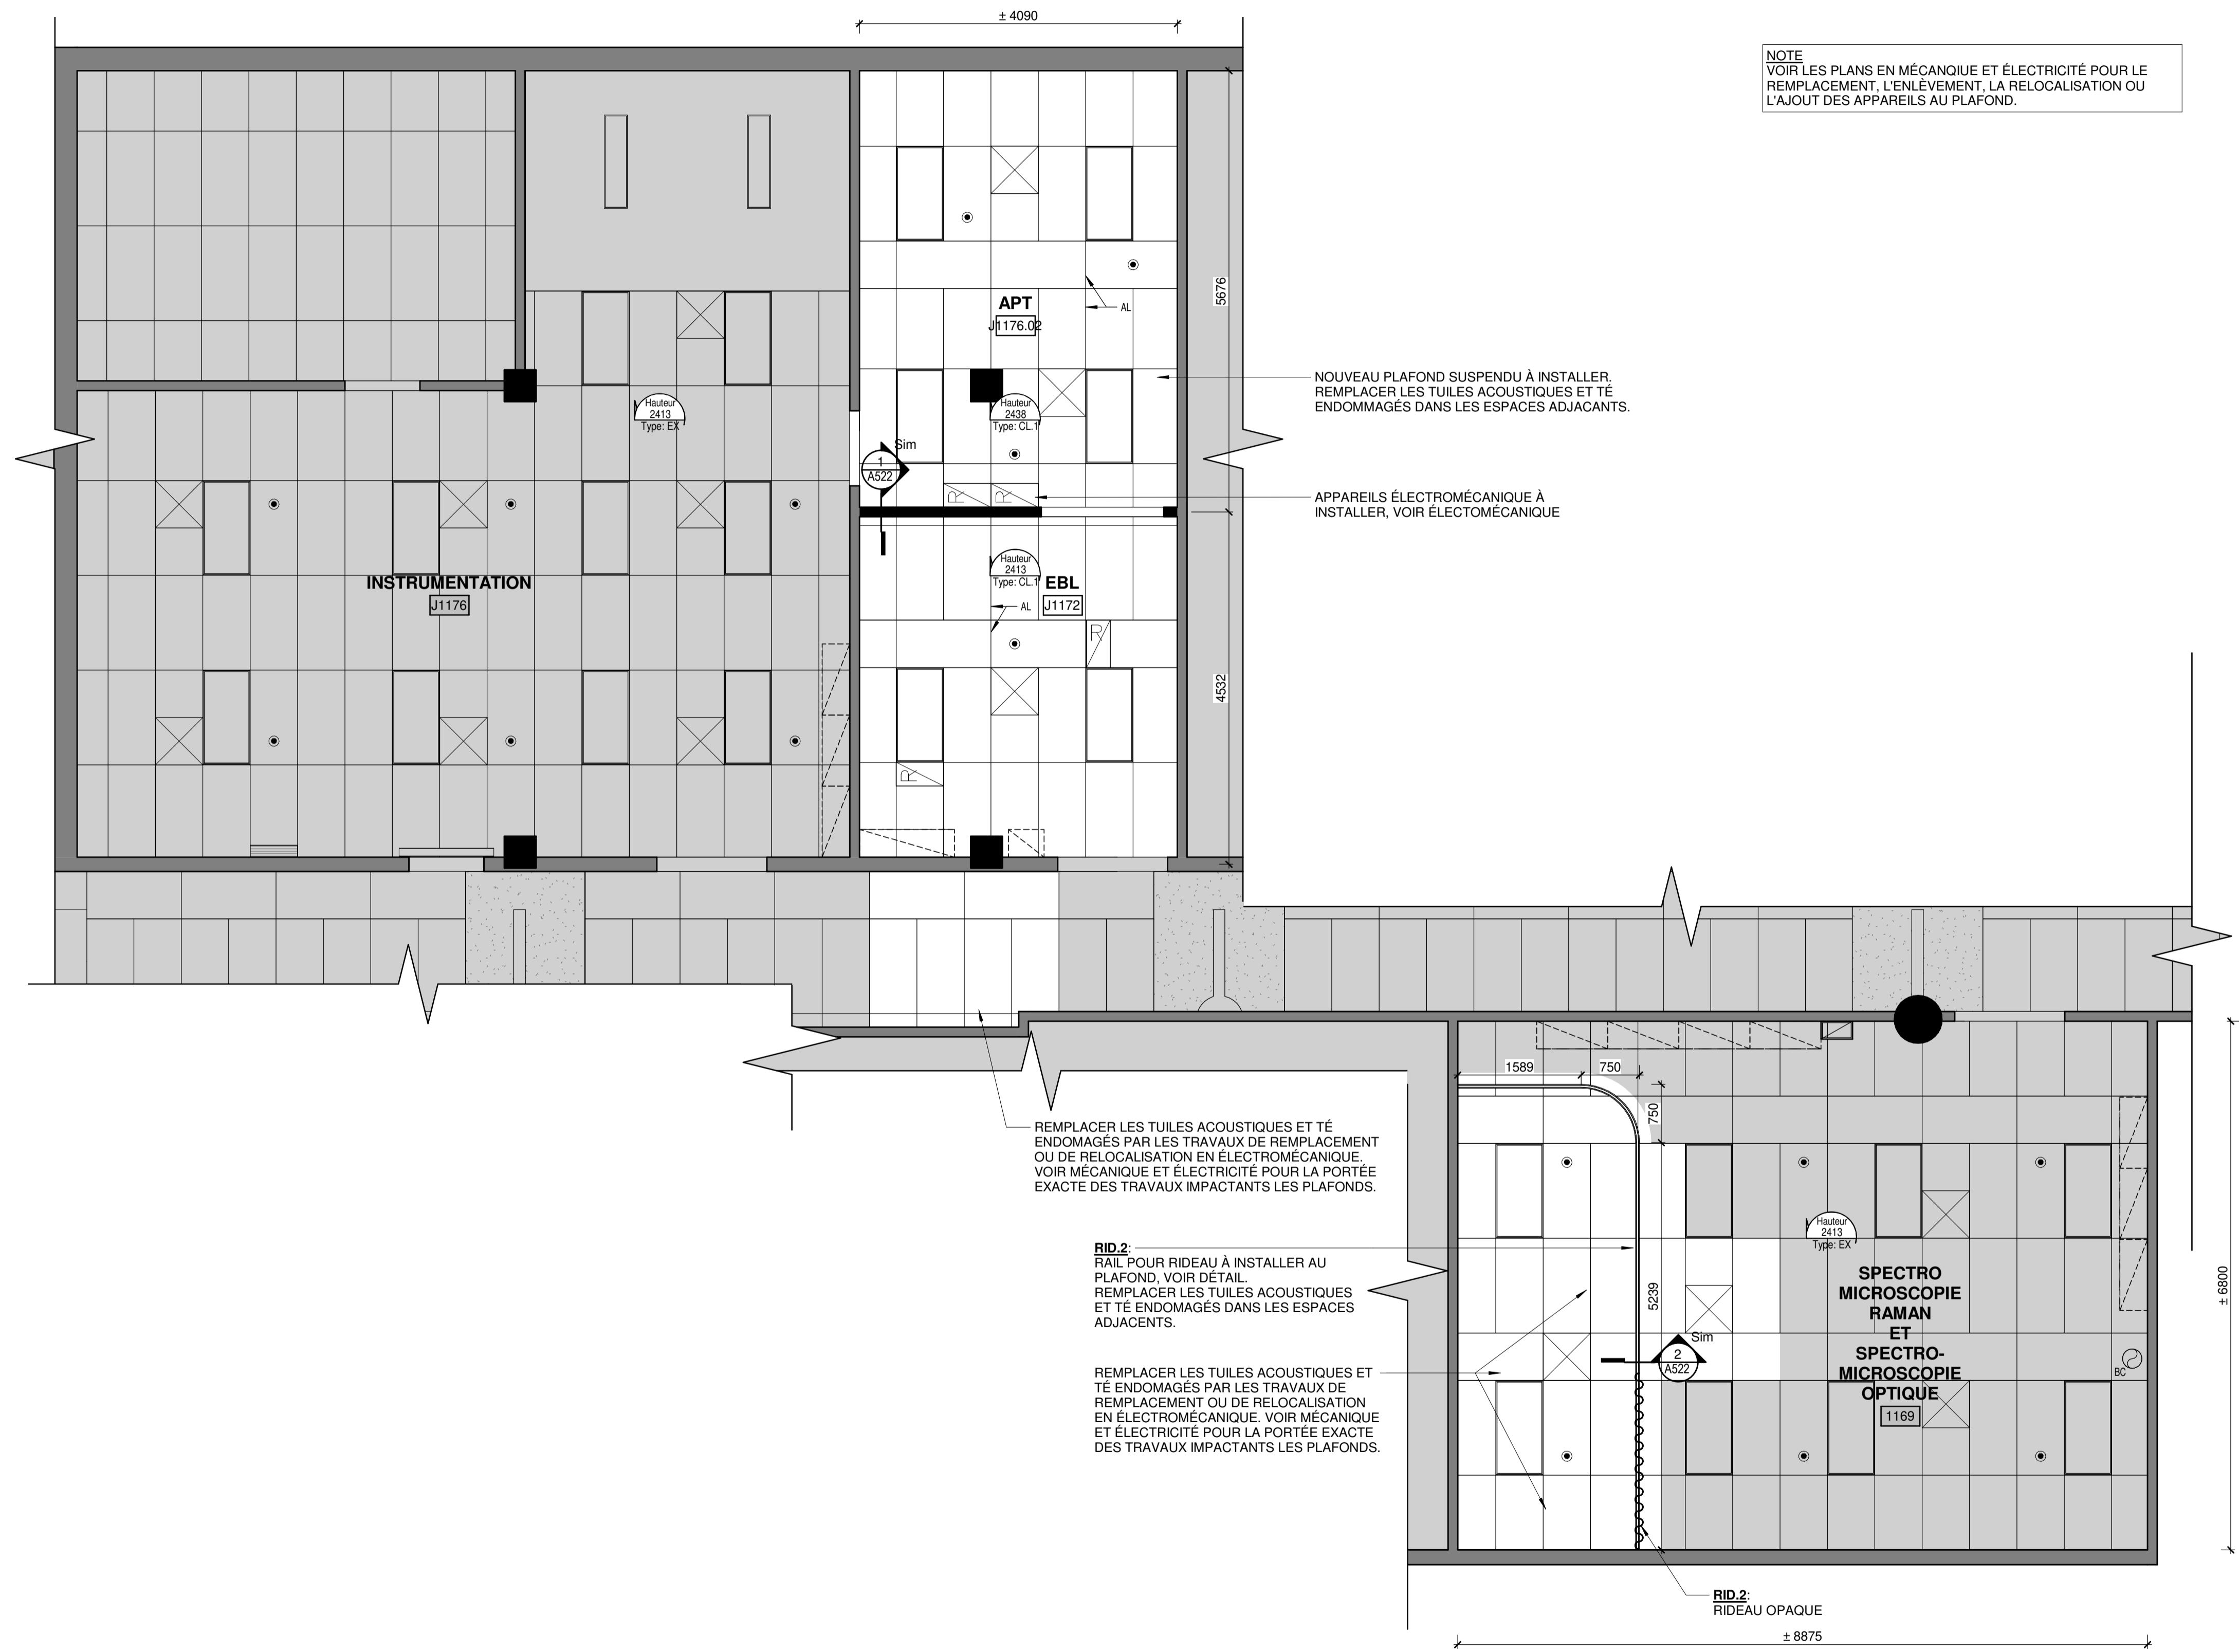 ± 4090
NOTE
VOIR LES PLANS EN MÉCANQIUE ET ÉLECTRICITÉ POUR LE
REMPLACEMENT, L'ENLÈVEMENT, LA RELOCALISATION OU
L'AJOUT DES APPAREILS AU PLAFOND.
5676
APT
J1176.02
AL
NOUVEAU PLAFOND SUSPENDU À INSTALLER.
REMPLACER LES TUILES ACOUSTIQUES ET TÉ
ENDOMMAGÉS DANS LES ESPACES ADJACANTS.
Hauteur
2413
Type: EX
Hauteur
2438
Type: CL.1
Sim
1
A522
R
R
APPAREILS ÉLECTROMÉCANIQUE À
INSTALLER, VOIR ÉLECTOMÉCANIQUE
INSTRUMENTATION
J1176
Hauteur
2413
Type: CL.1
EBL
J1172
AL
R
4532
R
1589
750
750
REMPLACER LES TUILES ACOUSTIQUES ET TÉ
ENDOMAGÉS PAR LES TRAVAUX DE REMPLACEMENT
OU DE RELOCALISATION EN ÉLECTROMÉCANIQUE.
VOIR MÉCANIQUE ET ÉLECTRICITÉ POUR LA PORTÉE
EXACTE DES TRAVAUX IMPACTANTS LES PLAFONDS.
RID.2:
RAIL POUR RIDEAU À INSTALLER AU
PLAFOND, VOIR DÉTAIL.
REMPLACER LES TUILES ACOUSTIQUES
ET TÉ ENDOMAGÉS DANS LES ESPACES
ADJACENTS.
Hauteur
2413
Type: EX
5239
± 6800
SPECTRO
MICROSCOPIE
RAMAN
ET
SPECTRO-
MICROSCOPIE
OPTIQUE
1169
Sim
2
A522
BC
REMPLACER LES TUILES ACOUSTIQUES ET
TÉ ENDOMAGÉS PAR LES TRAVAUX DE
REMPLACEMENT OU DE RELOCALISATION
EN ÉLECTROMÉCANIQUE. VOIR MÉCANIQUE
ET ÉLECTRICITÉ POUR LA PORTÉE EXACTE
DES TRAVAUX IMPACTANTS LES PLAFONDS.
RID.2:
RIDEAU OPAQUE
± 8875